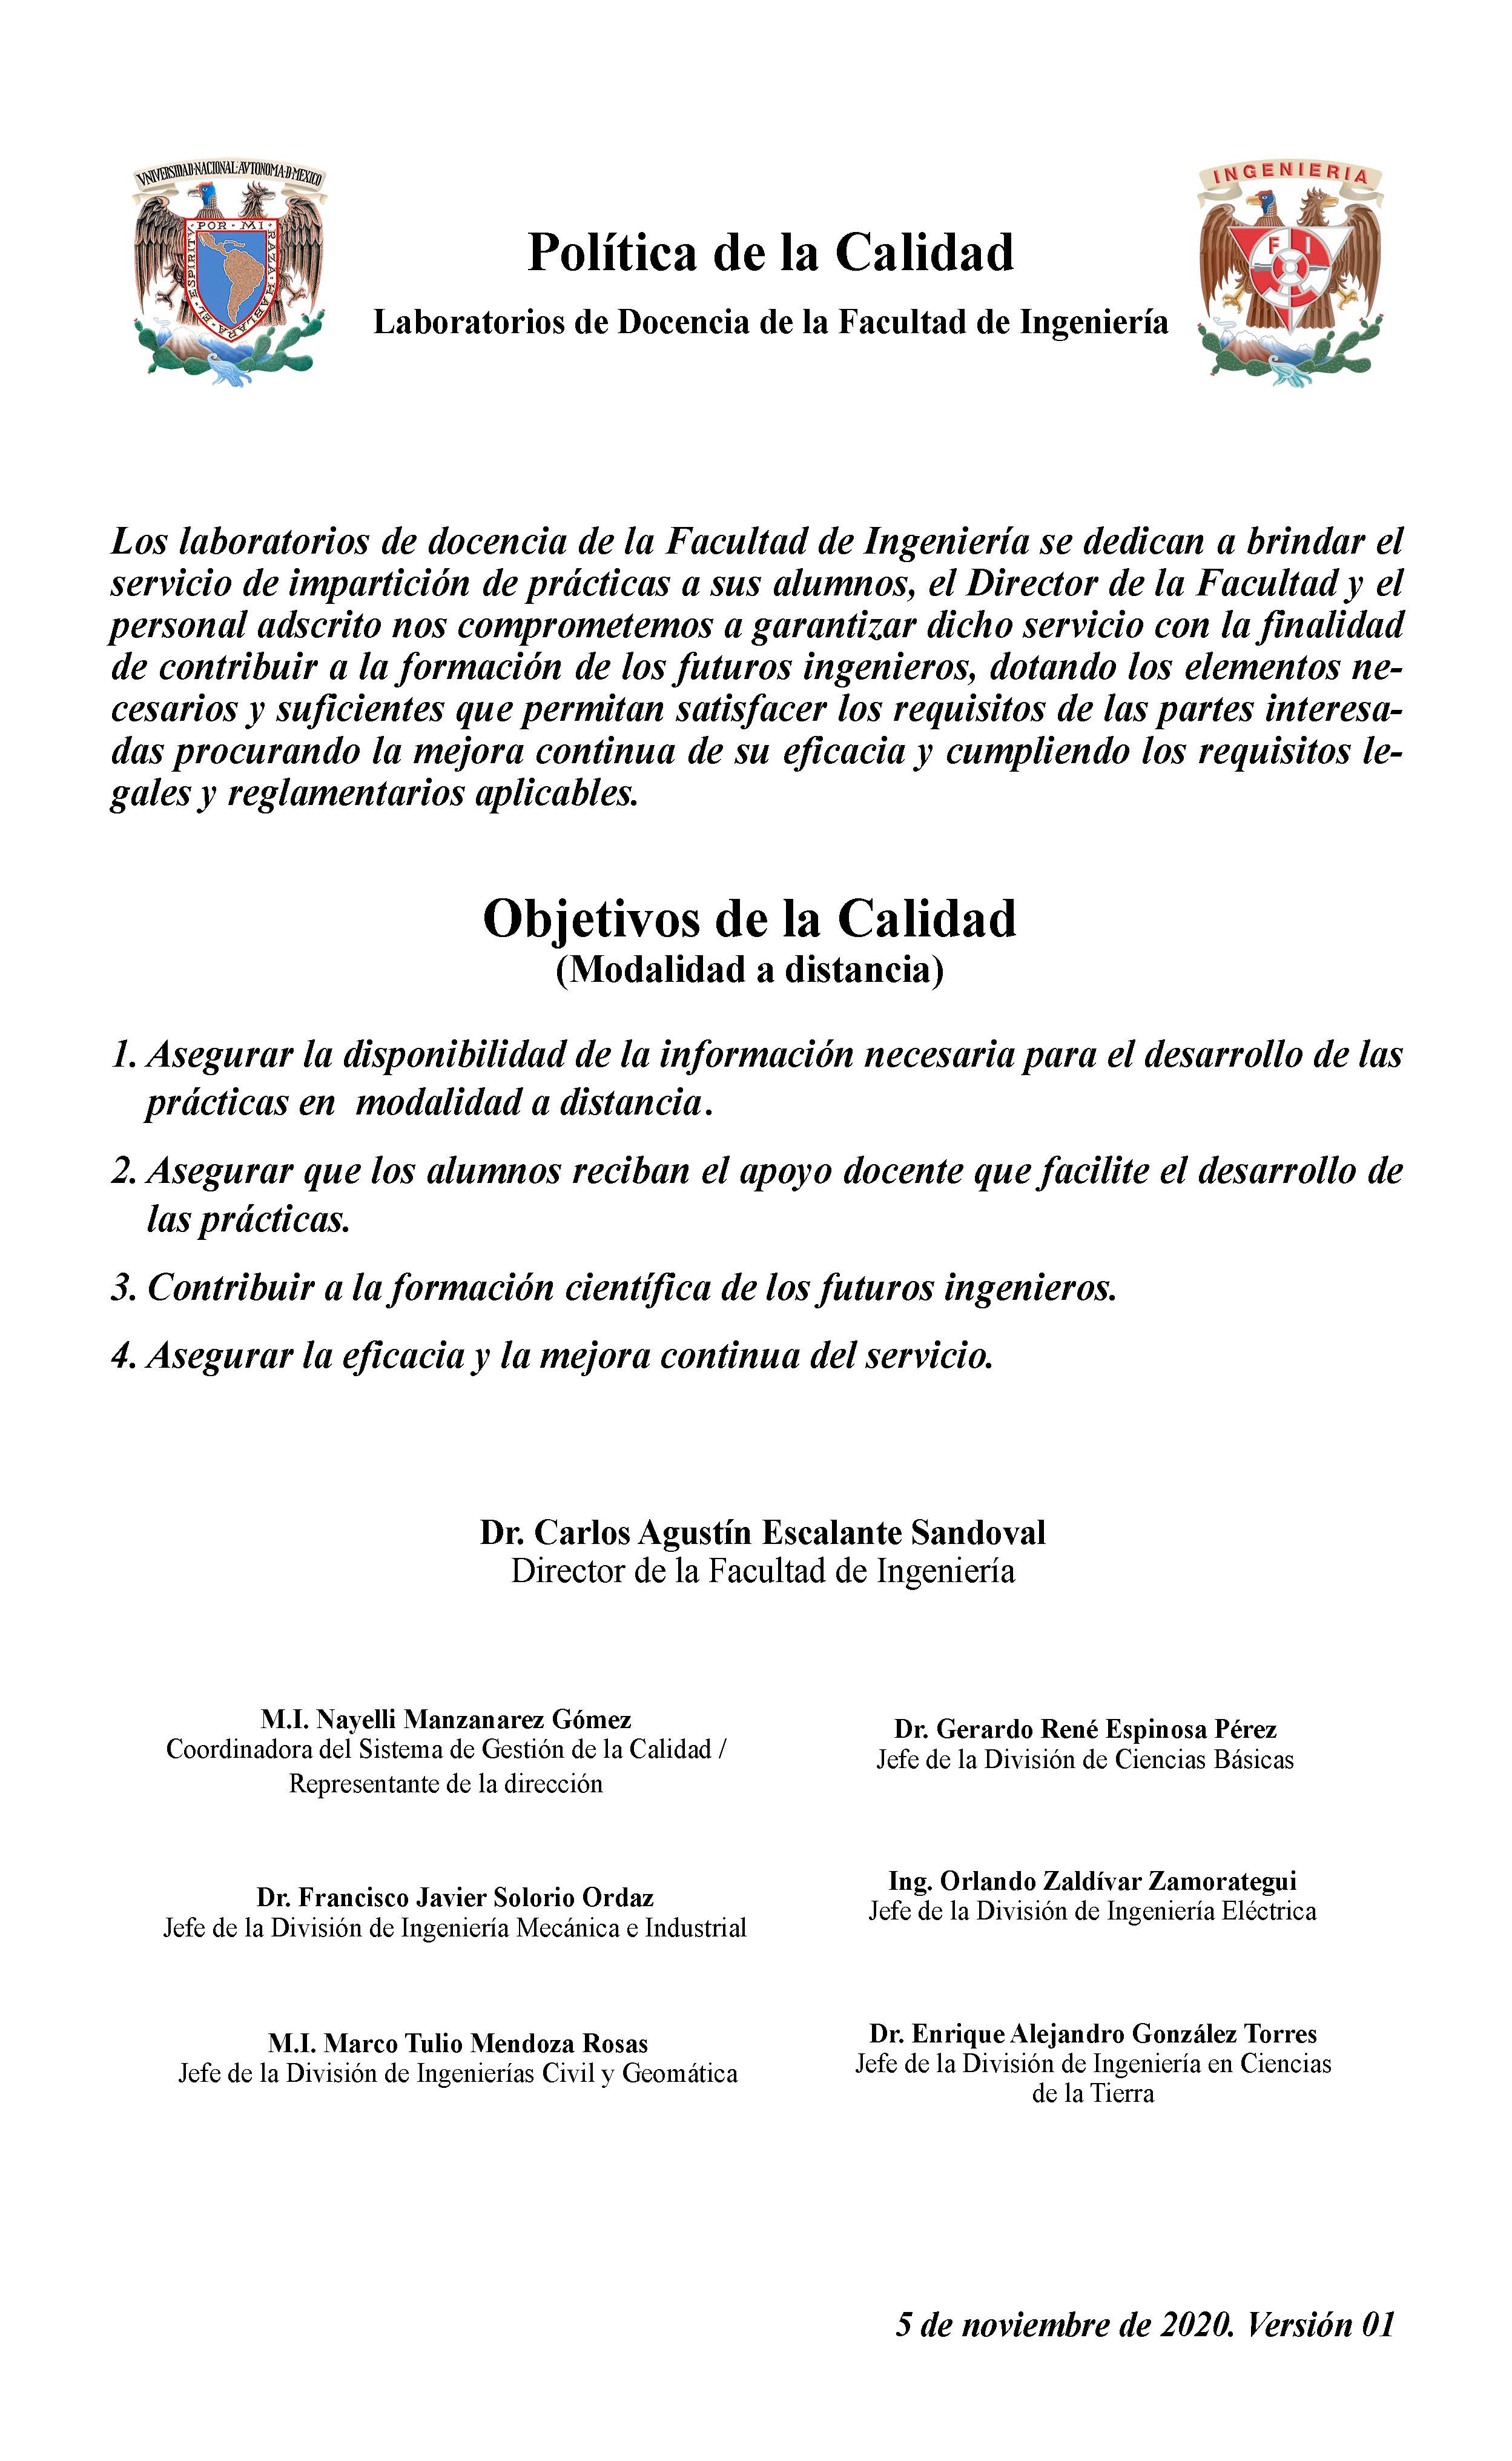 VNIVERSIDAD·NACIONAL·AVTONOMA·D·MEXICO
POR·MI·RAZA·HABLARA·EL·ESPIRITV
INGENIERIA
F I
Política de la Calidad
Laboratorios de Docencia de la Facultad de Ingeniería
Los laboratorios de docencia de la Facultad de Ingeniería se dedican a brindar el
servicio de impartición de prácticas a sus alumnos, el Director de la Facultad y el
personal adscrito nos comprometemos a garantizar dicho servicio con la finalidad
de contribuir a la formación de los futuros ingenieros, dotando los elementos ne-
cesarios y suficientes que permitan satisfacer los requisitos de las partes interesa-
das procurando la mejora continua de su eficacia y cumpliendo los requisitos le-
gales y reglamentarios aplicables.
Objetivos de la Calidad
(Modalidad a distancia)
1. Asegurar la disponibilidad de la información necesaria para el desarrollo de las
prácticas en  modalidad a distancia.
2. Asegurar que los alumnos reciban el apoyo docente que facilite el desarrollo de
las prácticas.
3. Contribuir a la formación científica de los futuros ingenieros.
4. Asegurar la eficacia y la mejora continua del servicio.
Dr. Carlos Agustín Escalante Sandoval
Director de la Facultad de Ingeniería
M.I. Nayelli Manzanarez Gómez
Coordinadora del Sistema de Gestión de la Calidad /
Representante de la dirección
Dr. Gerardo René Espinosa Pérez
Jefe de la División de Ciencias Básicas
Dr. Francisco Javier Solorio Ordaz
Jefe de la División de Ingeniería Mecánica e Industrial
Ing. Orlando Zaldívar Zamorategui
Jefe de la División de Ingeniería Eléctrica
M.I. Marco Tulio Mendoza Rosas
Jefe de la División de Ingenierías Civil y Geomática
Dr. Enrique Alejandro González Torres
Jefe de la División de Ingeniería en Ciencias
de la Tierra
5 de noviembre de 2020. Versión 01